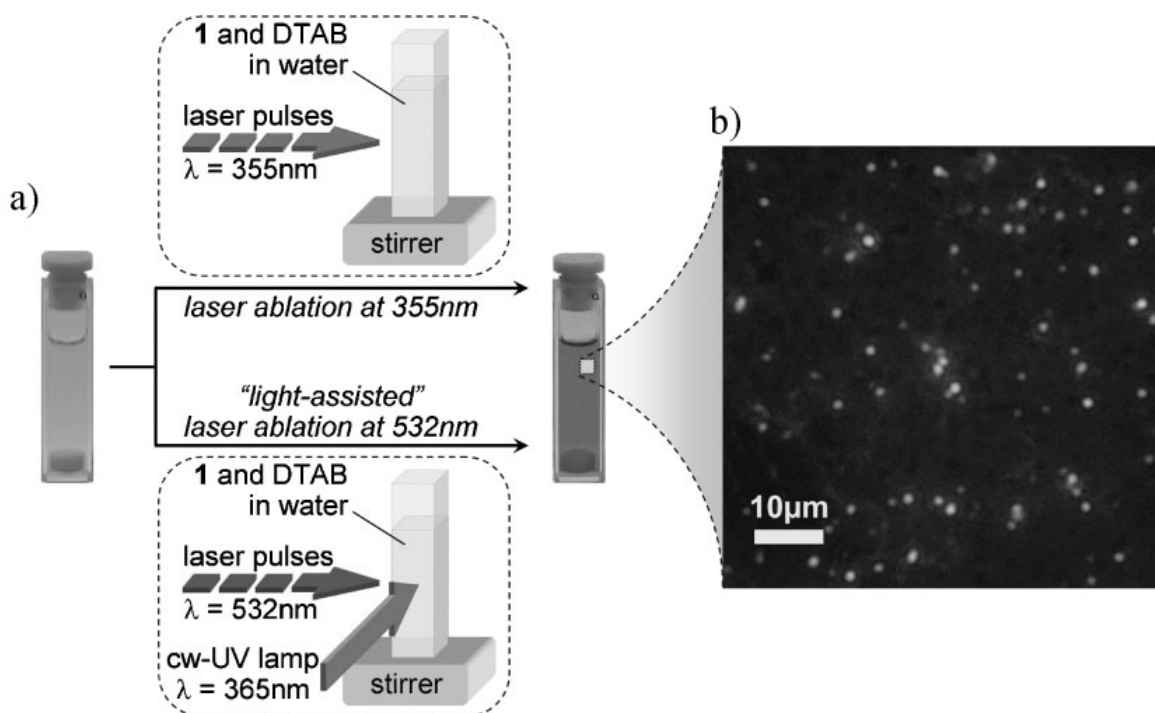 a)
1 and DTAB
in water
laser pulses
λ = 355nm
stirrer
laser ablation at 355nm
"light-assisted"
laser ablation at 532nm
1 and DTAB
in water
laser pulses
λ = 532nm
cw-UV lamp
λ = 365nm
stirrer
b)
10μm